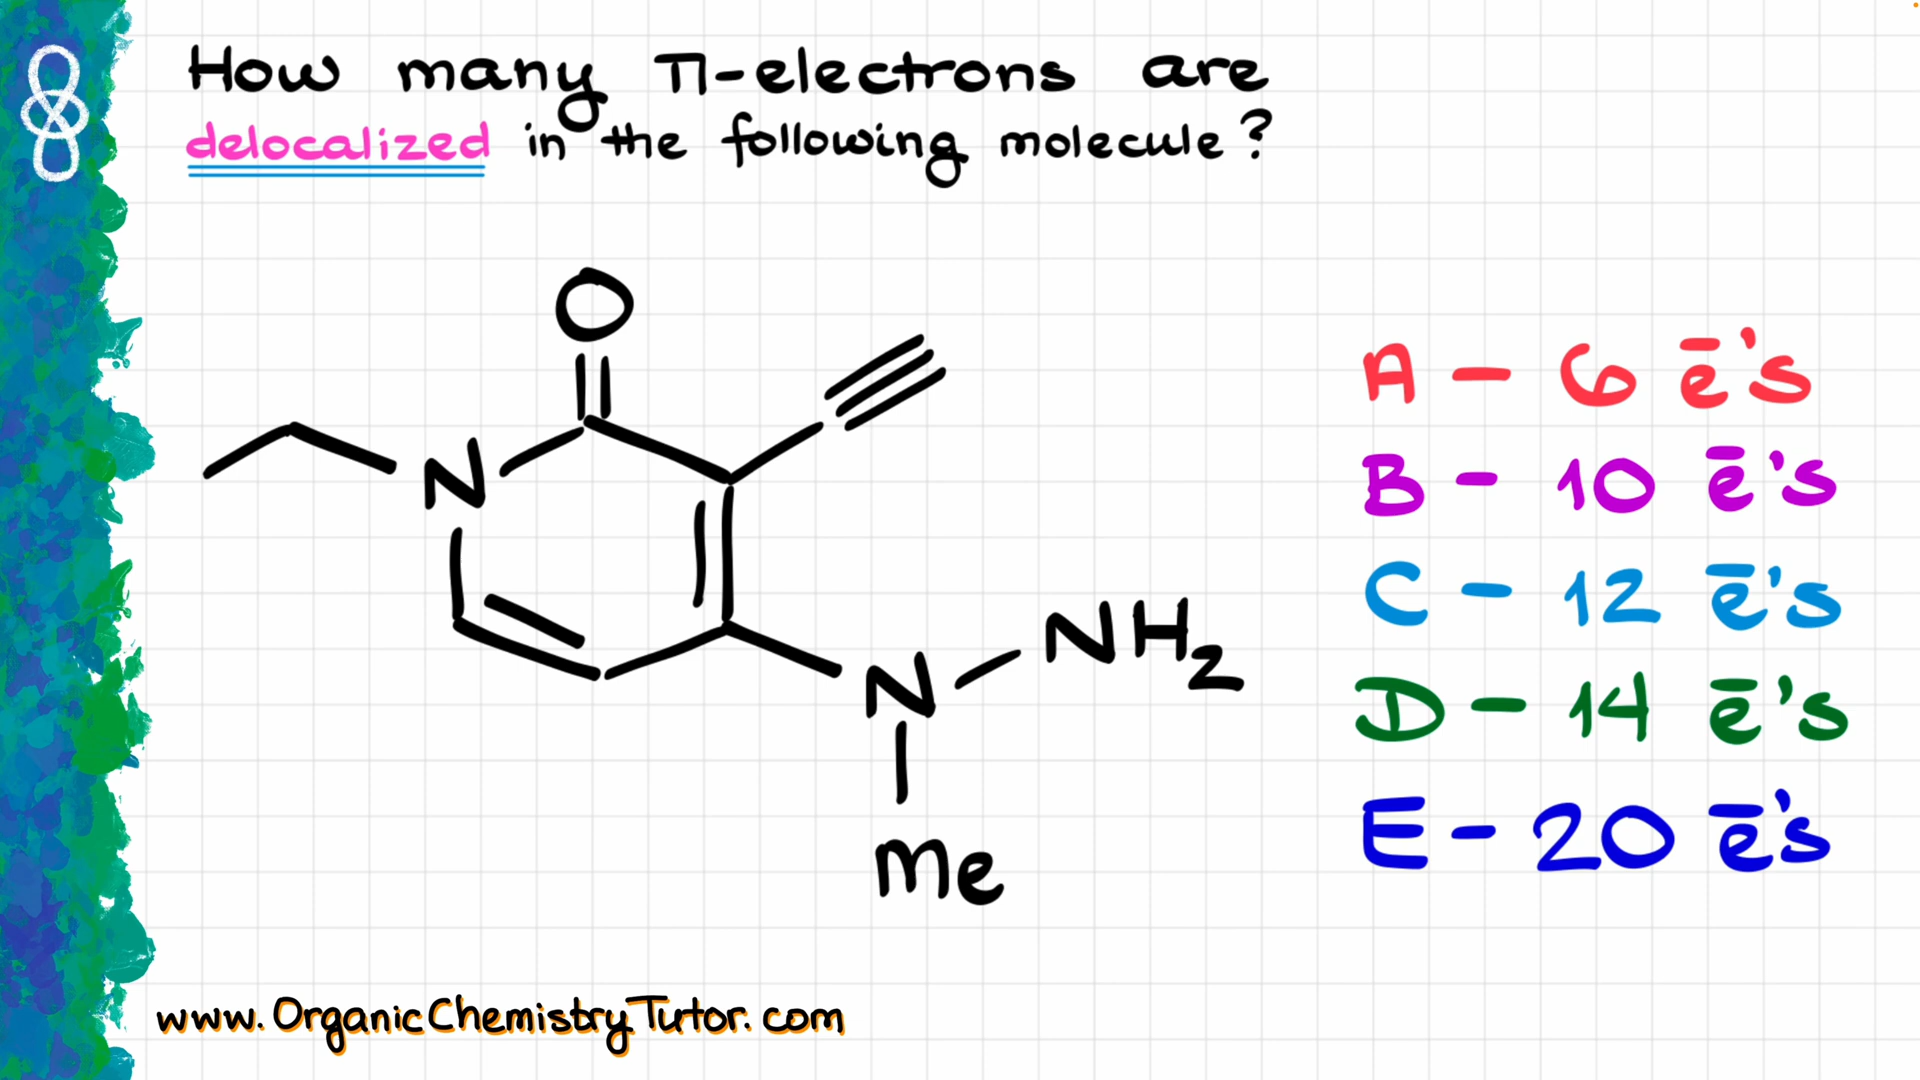 How many π-electrons are
delocalized in the following molecule?
O
N
N – NH₂
Me
A – 6 ē's
B – 10 ē's
C – 12 ē's
D – 14 ē's
E – 20 ē's
www.OrganicChemistryTutor.com